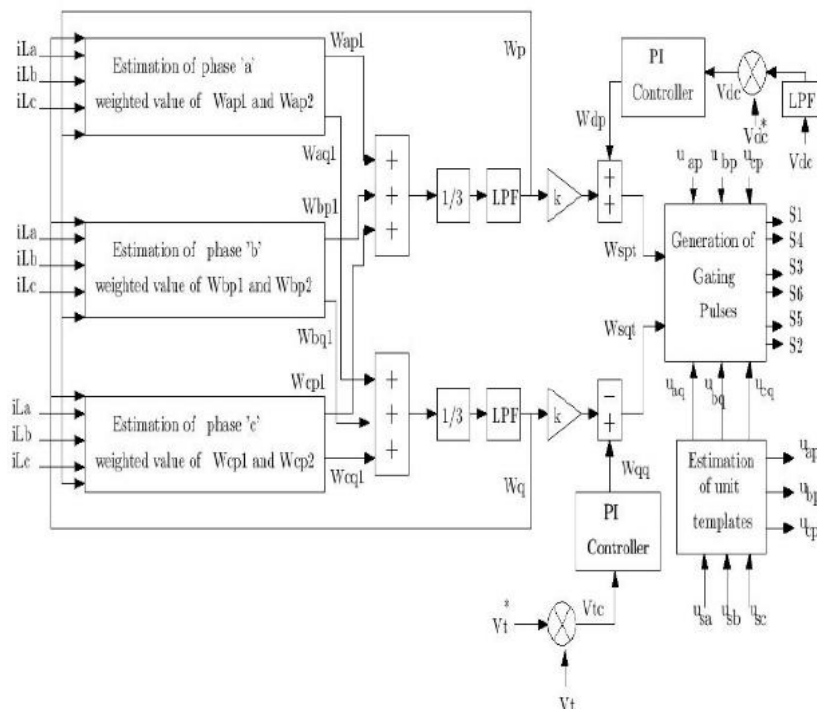 iLa
iLb
iLc
Estimation of phase 'a'
weighted value of Wap1 and Wap2
Wap1
Waq1
iLa
iLb
iLc
Estimation of phase 'b'
weighted value of Wbp1 and Wbp2
Wbp1
Wbq1
iLa
iLb
iLc
Estimation of phase 'c'
weighted value of Wcp1 and Wcp2
Wcp1
Wcq1
+
+
+
+
+
+
1/3
LPF
k
Wp
1/3
LPF
k
Wq
PI
Controller
Wdp
+
+
Vdc
Vdc*
LPF
Vdc
Wspt
Wsqt
−
+
Wqq
PI
Controller
Vtc
Vt*
Vt
uap
ubp
ucp
Generation of
Gating
Pulses
S1
S4
S3
S6
S5
S2
uaq
ubq
ucq
Estimation
of unit
templates
uap
ubp
ucp
usa
usb
usc